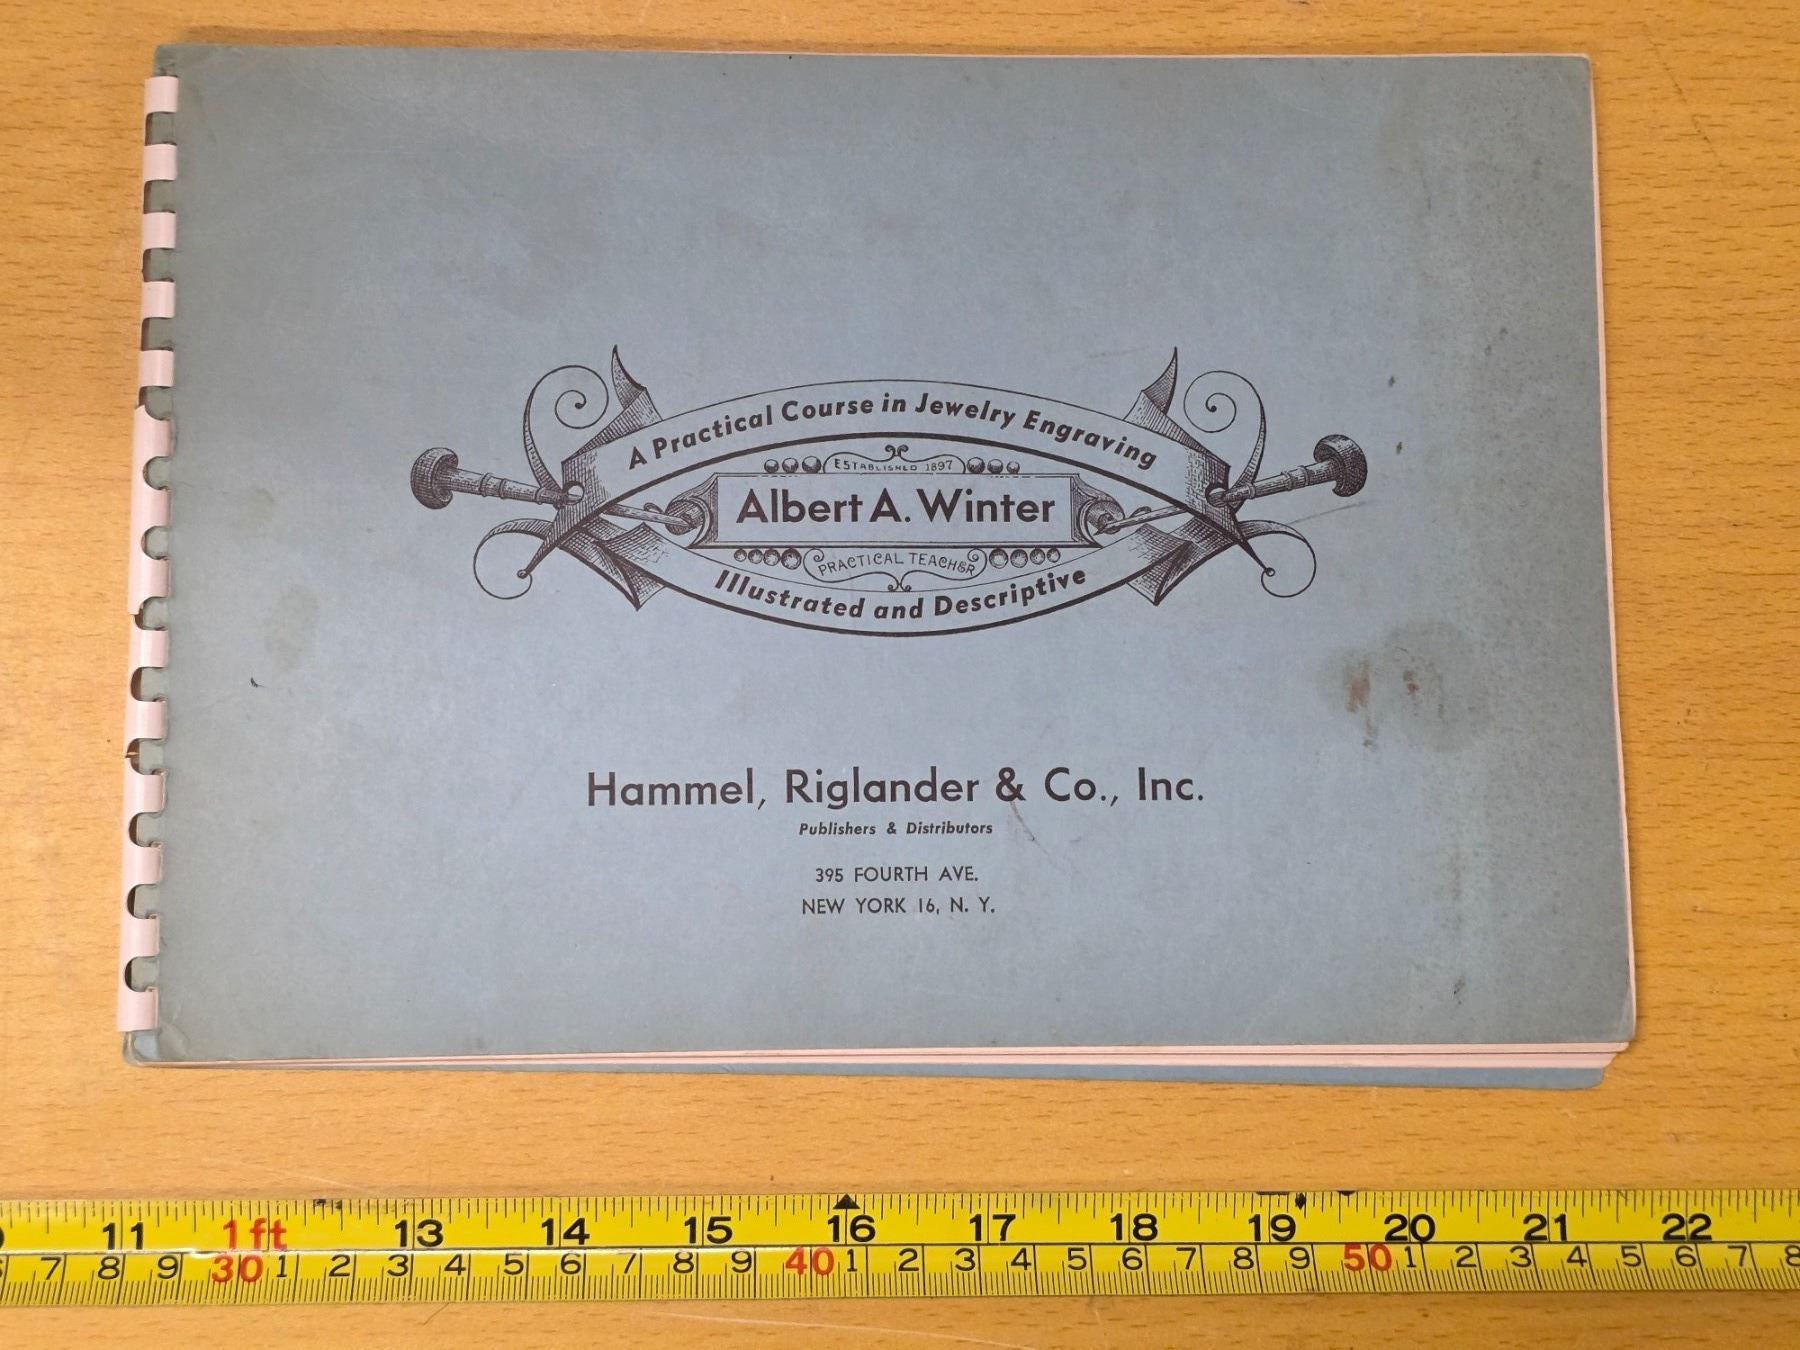 A Practical Course in Jewelry Engraving
ESTABLISHED 1897
Albert A. Winter
PRACTICAL TEACHER
Illustrated and Descriptive
Hammel, Riglander & Co., Inc.
Publishers & Distributors
395 FOURTH AVE.
NEW YORK 16, N. Y.
11 1ft 13 14 15 16 17 18 19 20 21 22
7 8 9 30 1 2 3 4 5 6 7 8 9 40 1 2 3 4 5 6 7 8 9 50 1 2 3 4 5 6 7 8